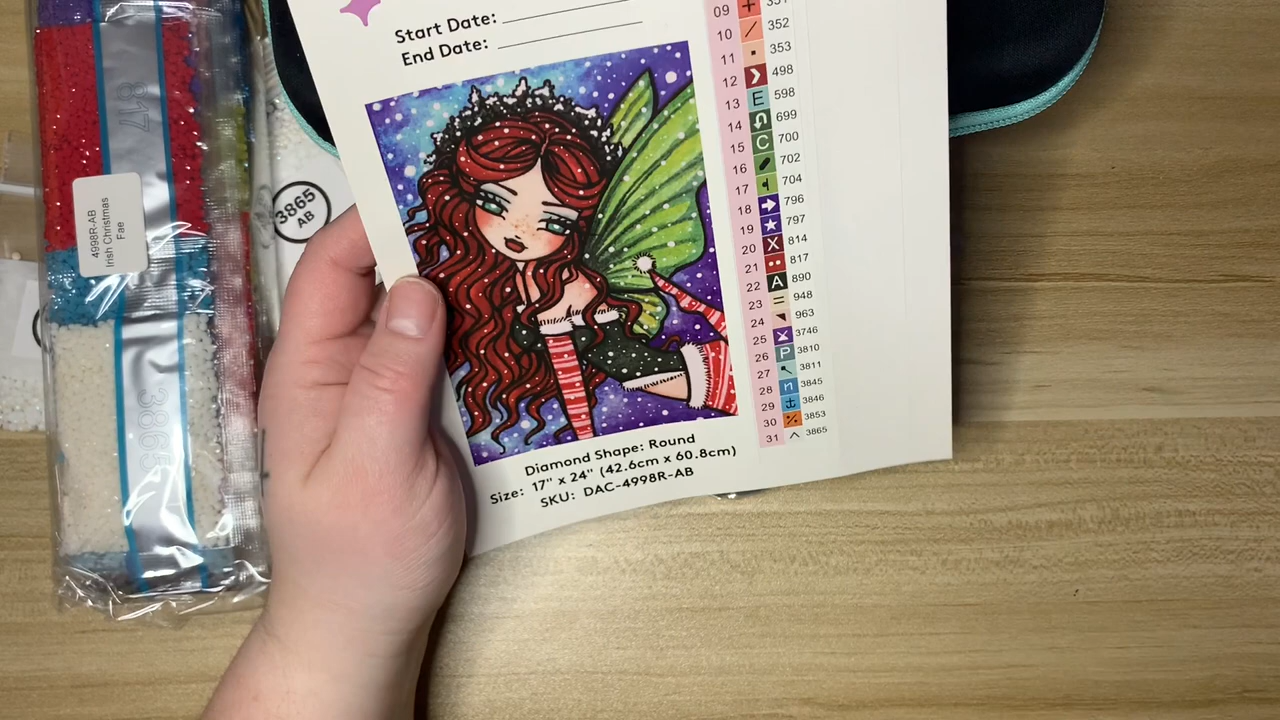 Start Date:
End Date:
09 + 351
10 / 352
11 353
12 498
13 E 598
14 699
15 C 700
16 702
17 704
18 796
19 797
20 X 814
21 817
22 A 890
23 = 948
24 963
25 3746
26 P 3810
27 3811
28 n 3845
29 3846
30 3853
31 3865
Diamond Shape: Round
Size: 17" x 24" (42.6cm x 60.8cm)
SKU: DAC-4998R-AB
817
4998R-AB
Irish Christmas
Fae
3865
3865
AB